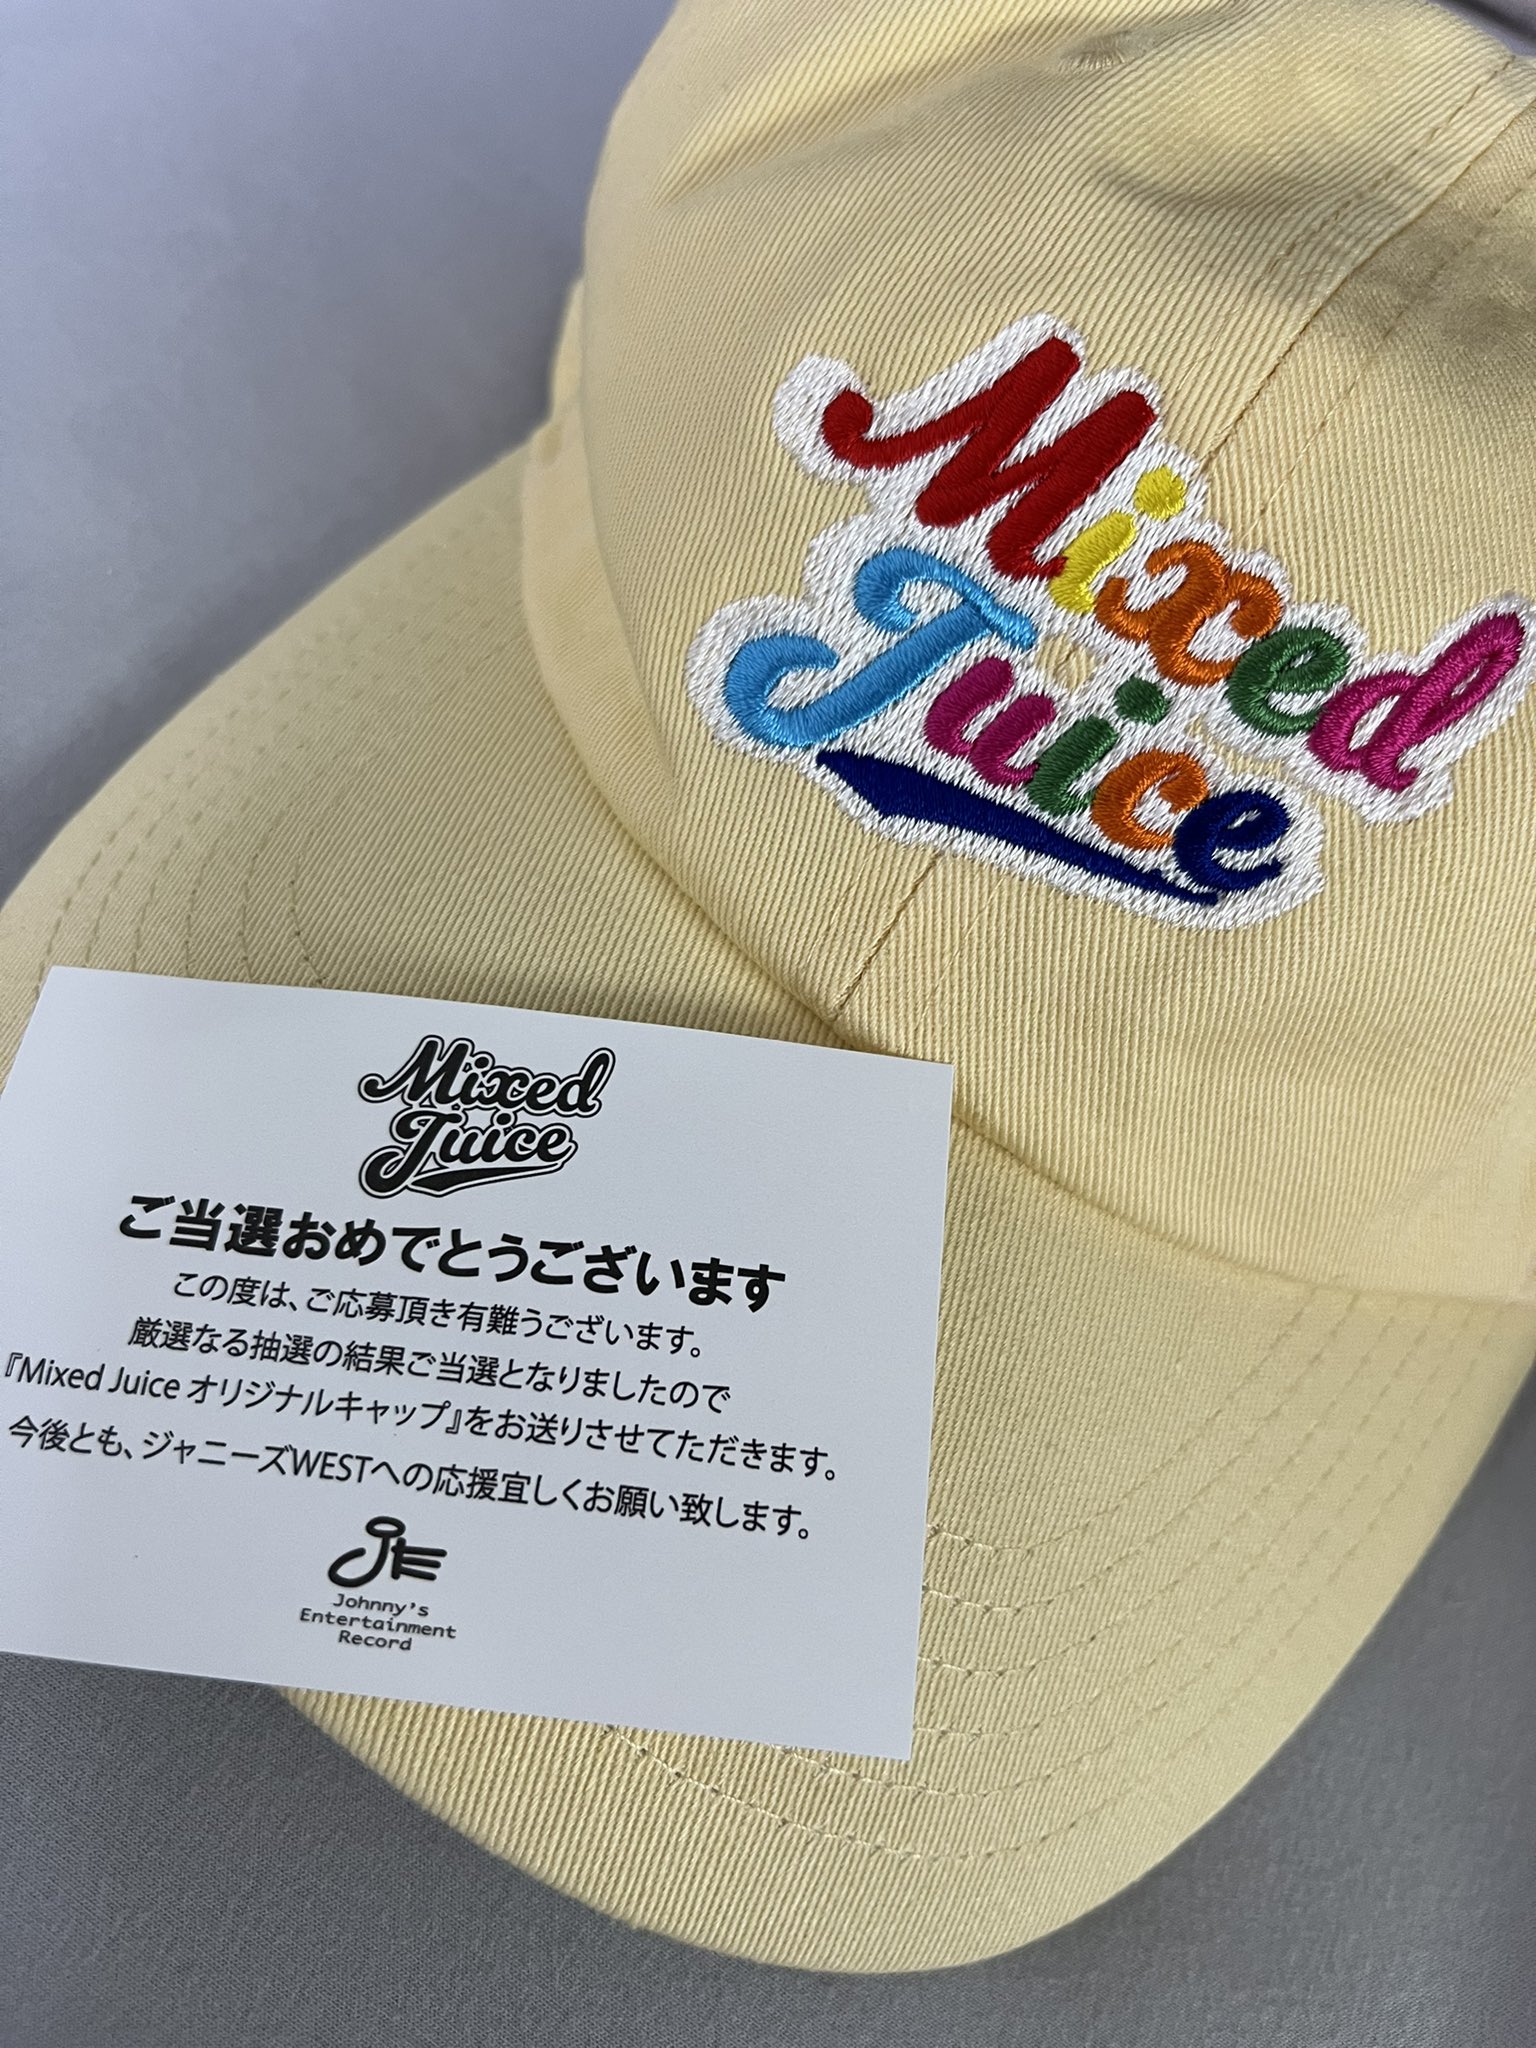 Mixed
Juice
Mixed
Juice
ご当選おめでとうございます
この度は、ご応募頂き有難うございます。
厳選なる抽選の結果ご当選となりましたので
『Mixed Juice オリジナルキャップ』をお送りさせてただきます。
今後とも、ジャニーズWESTへの応援宜しくお願い致します。
Johnny's
Entertainment
Record